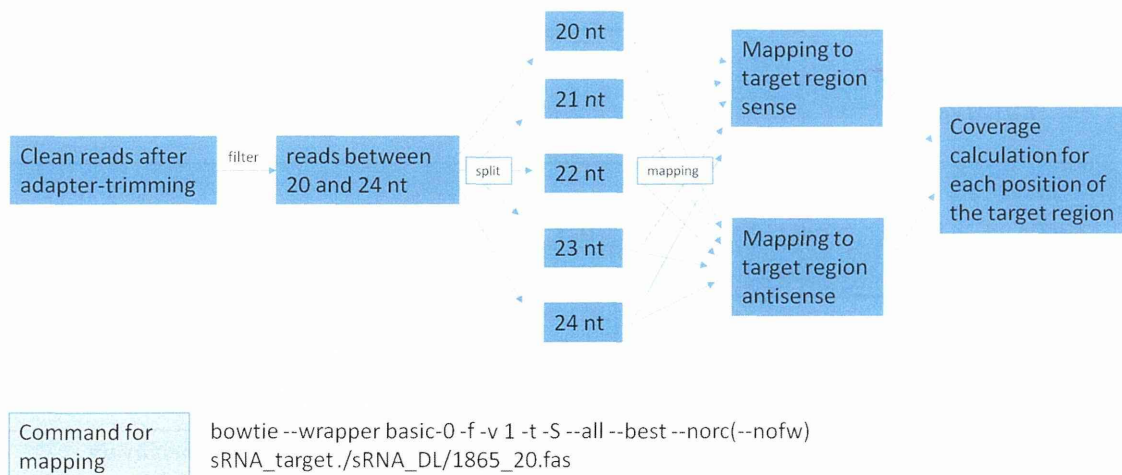 Clean reads after
adapter-trimming
filter
reads between
20 and 24 nt
split
20 nt
21 nt
22 nt
23 nt
24 nt
mapping
Mapping to
target region
sense
Mapping to
target region
antisense
Coverage
calculation for
each position of
the target region
Command for
mapping
bowtie --wrapper basic-0 -f -v 1 -t -S --all --best --norc(--nofw)
sRNA_target ./sRNA_DL/1865_20.fas